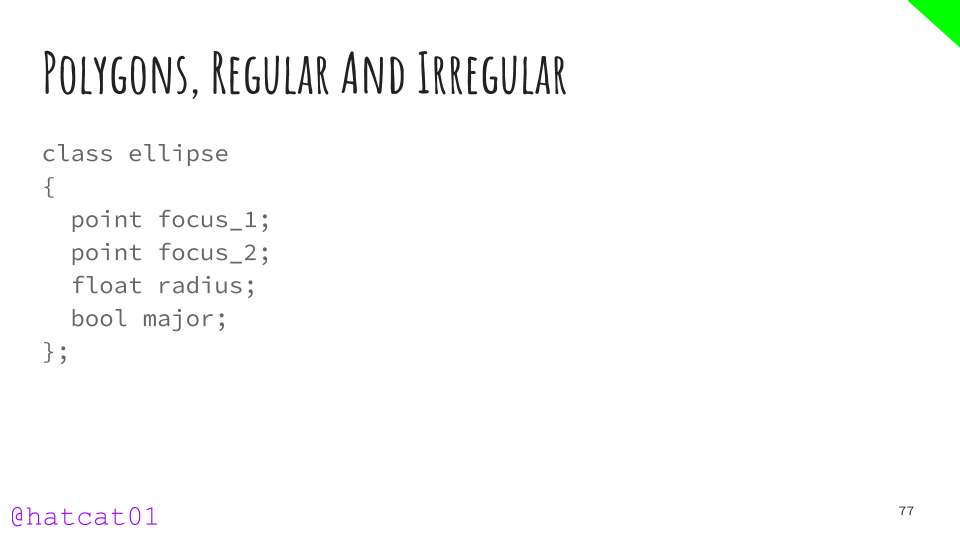 Polygons, Regular And Irregular
class ellipse
{
  point focus_1;
  point focus_2;
  float radius;
  bool major;
};
@hatcat01
77